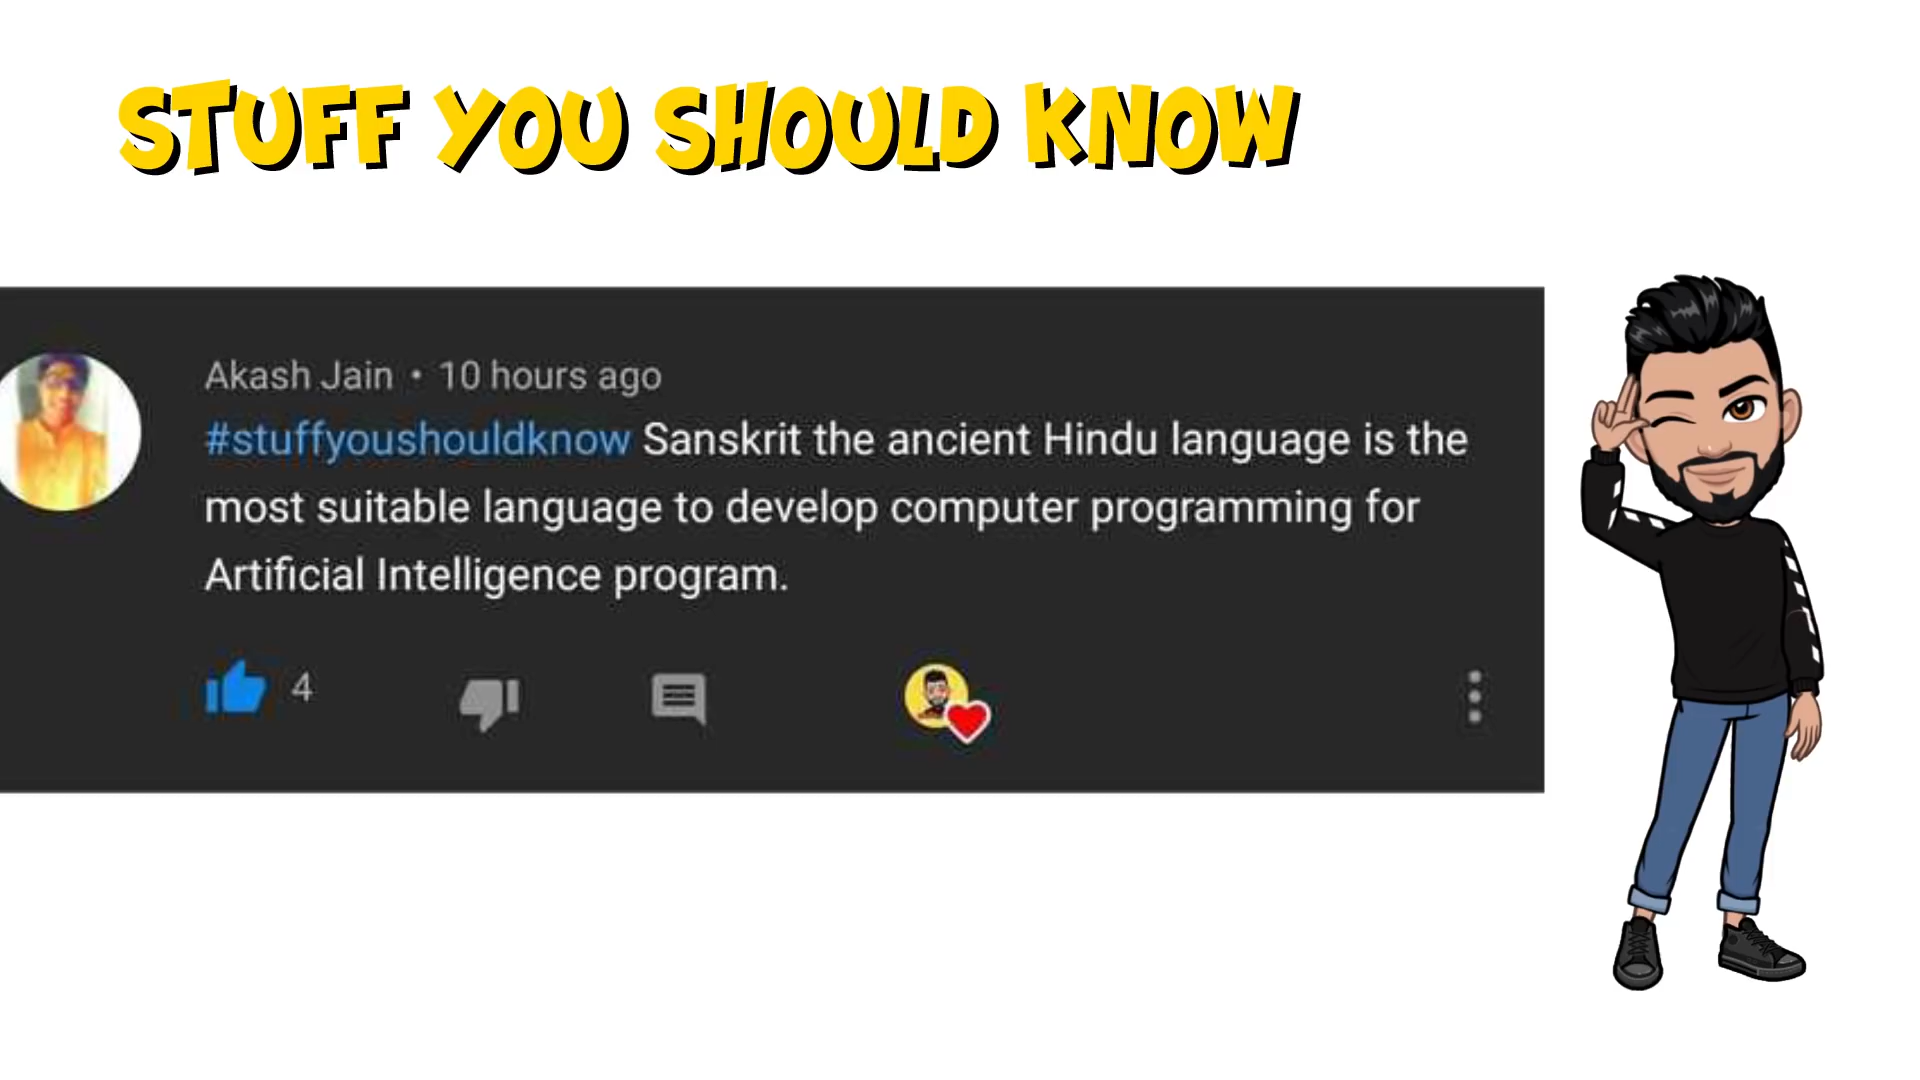 STUFF YOU SHOULD KNOW
Akash Jain • 10 hours ago
#stuffyoushouldknow Sanskrit the ancient Hindu language is the
most suitable language to develop computer programming for
Artificial Intelligence program.
4